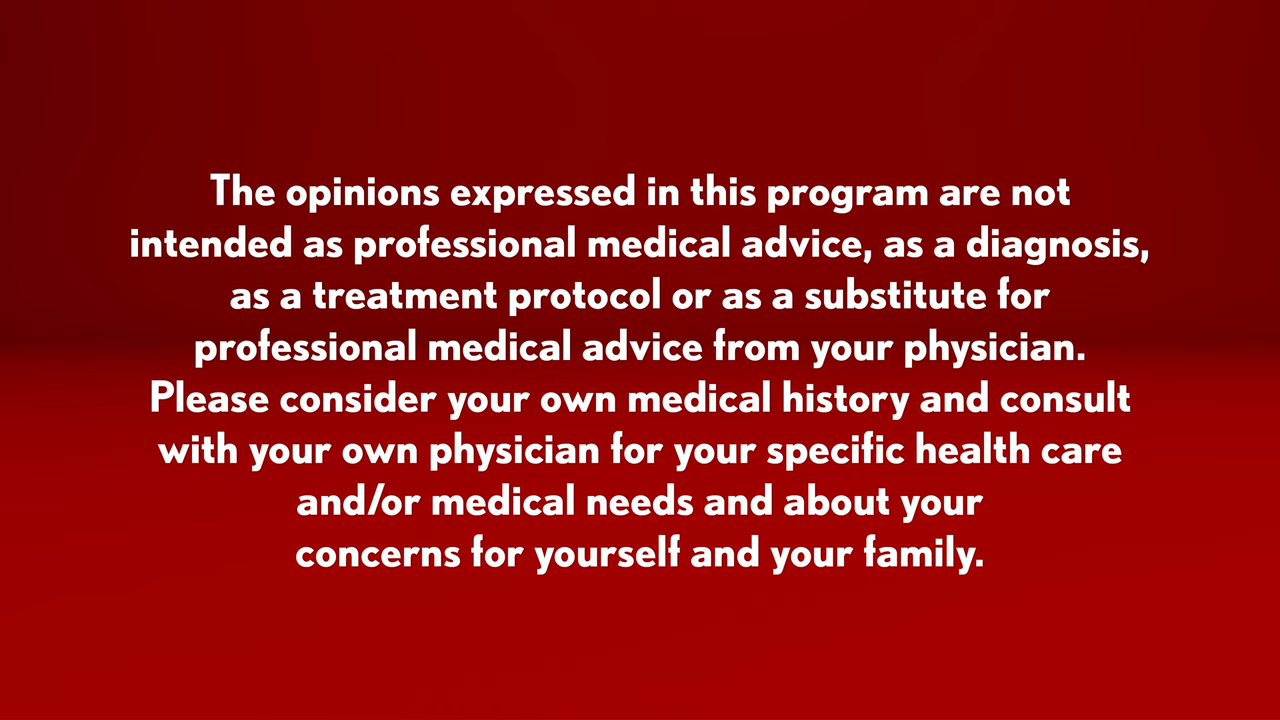 The opinions expressed in this program are not
intended as professional medical advice, as a diagnosis,
as a treatment protocol or as a substitute for
professional medical advice from your physician.
Please consider your own medical history and consult
with your own physician for your specific health care
and/or medical needs and about your
concerns for yourself and your family.